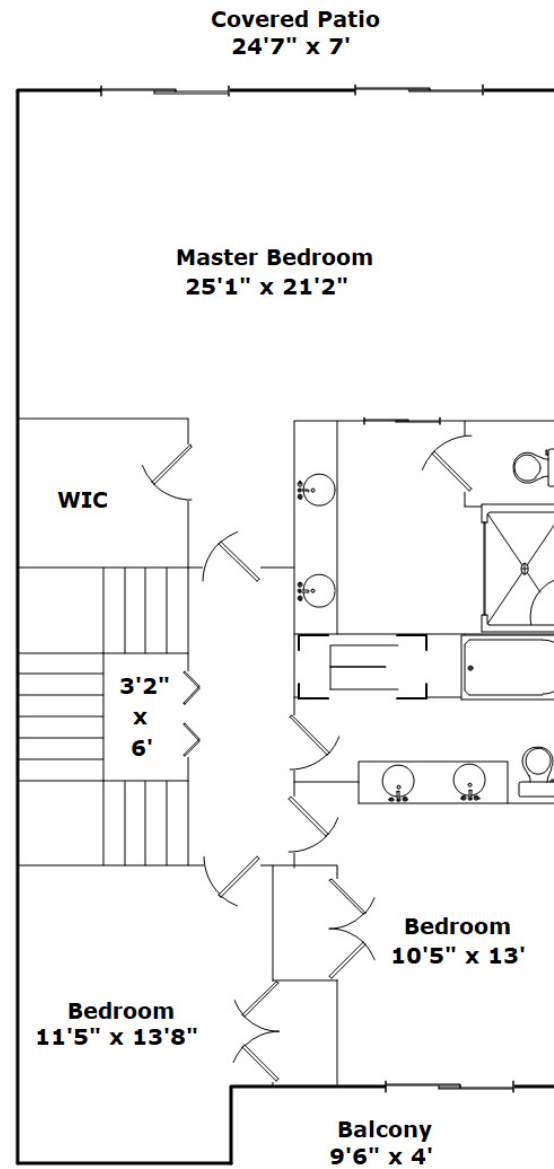 Covered Patio
24'7" x 7'
Master Bedroom
25'1" x 21'2"
WIC
3'2"
x
6'
Bedroom
10'5" x 13'
Bedroom
11'5" x 13'8"
Balcony
9'6" x 4'